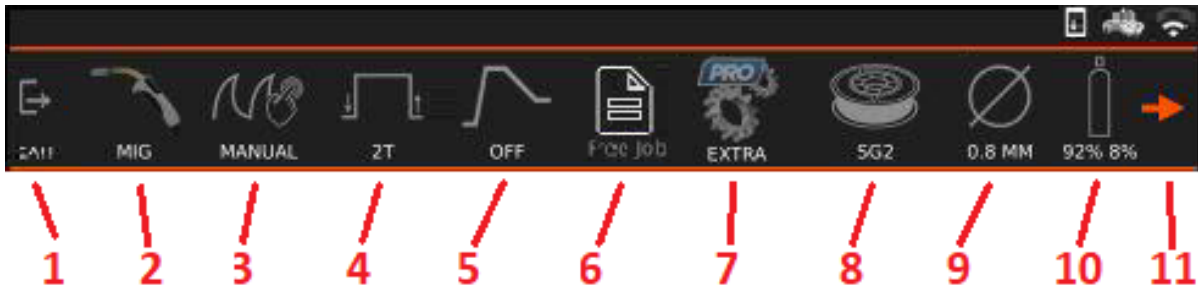 PRO
EXIT MIG MANUAL 2T OFF Free Job EXTRA SG2 0.8 MM 92% 8%
1 2 3 4 5 6 7 8 9 10 11